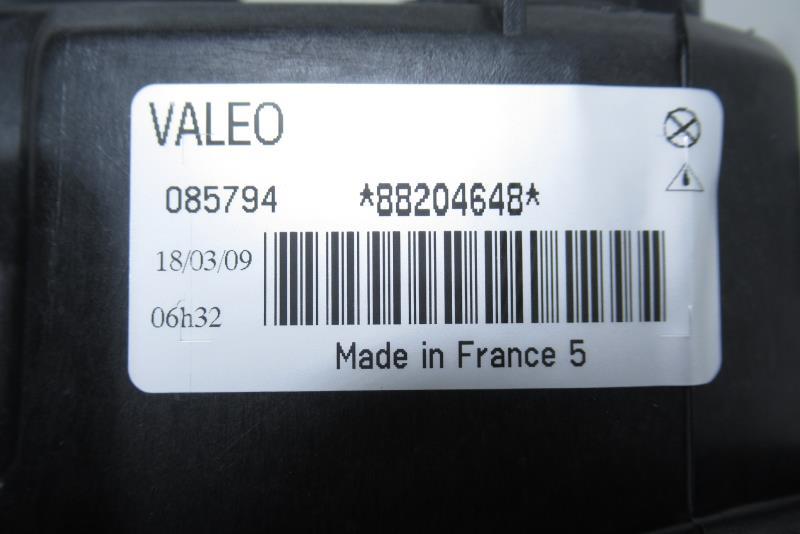 VALEO
085794 *88204648*
18/03/09
06h32
Made in France 5